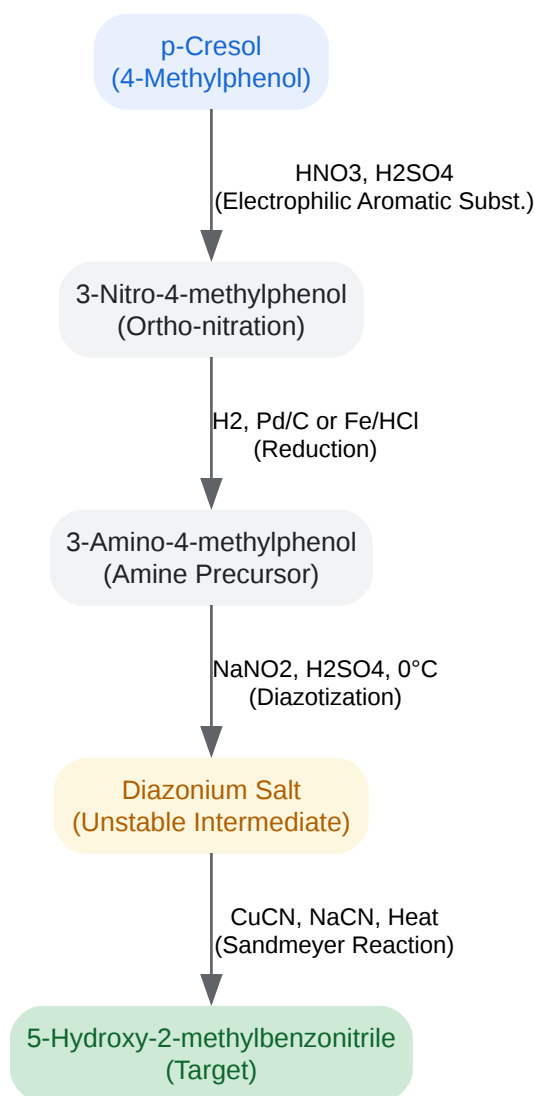 p-Cresol
(4-Methylphenol)
HNO3, H2SO4
(Electrophilic Aromatic Subst.)
3-Nitro-4-methylphenol
(Ortho-nitration)
H2, Pd/C or Fe/HCl
(Reduction)
3-Amino-4-methylphenol
(Amine Precursor)
NaNO2, H2SO4, 0°C
(Diazotization)
Diazonium Salt
(Unstable Intermediate)
CuCN, NaCN, Heat
(Sandmeyer Reaction)
5-Hydroxy-2-methylbenzonitrile
(Target)